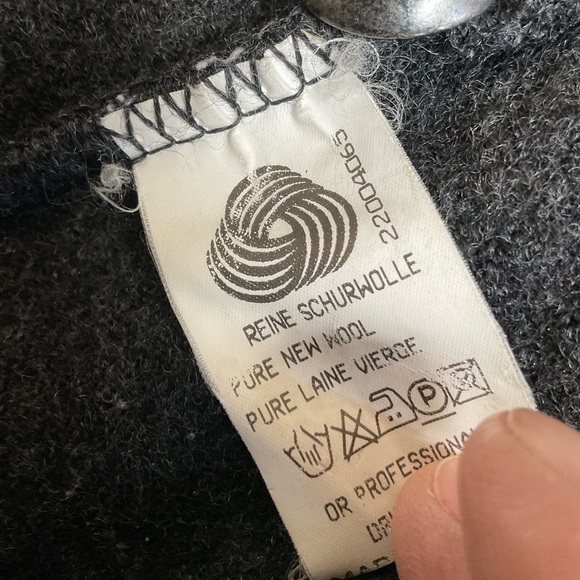 22004065
REINE SCHURWOLLE
PURE NEW WOOL
PURE LAINE VIERGE
P
OR PROFESSIONAL